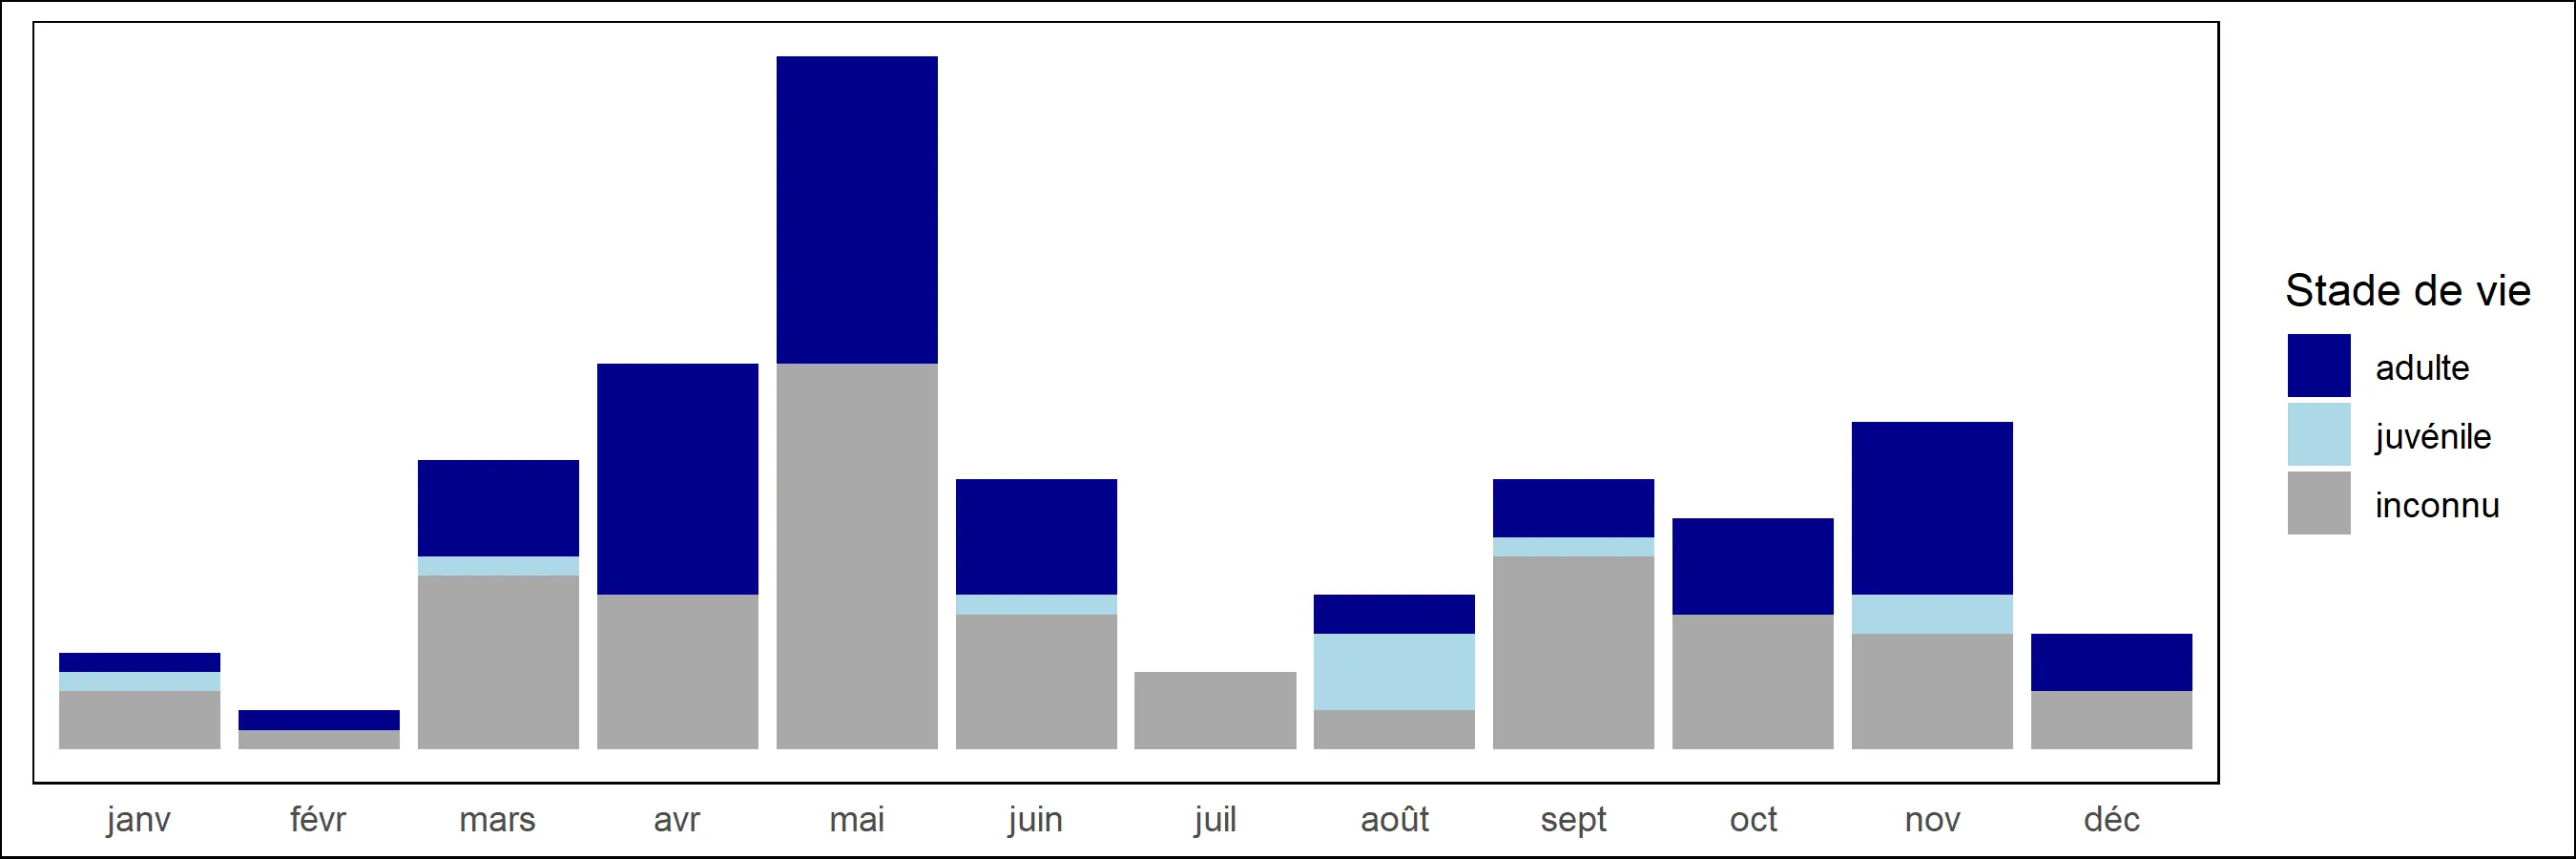 Stade de vie
adulte
juvénile
inconnu
janv févr mars avr mai juin juil août sept oct nov déc